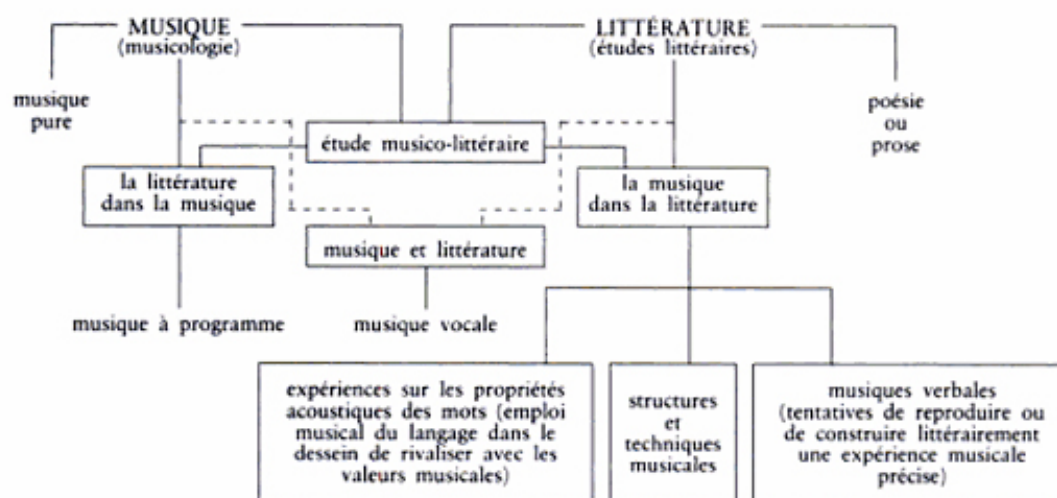 MUSIQUE
(musicologie)
LITTÉRATURE
(études littéraires)
musique
pure
poésie
ou
prose
étude musico-littéraire
la littérature
dans la musique
la musique
dans la littérature
musique et littérature
musique à programme
musique vocale
expériences sur les propriétés
acoustiques des mots (emploi
musical du langage dans le
dessein de rivaliser avec les
valeurs musicales)
structures
et
techniques
musicales
musiques verbales
(tentatives de reproduire ou
de construire littérairement
une expérience musicale
précise)